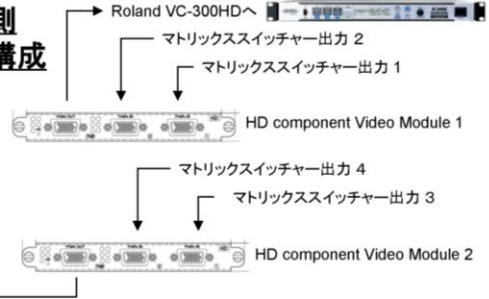 側
構成
Roland VC-300HDへ
マトリックススイッチャー出力 2
マトリックススイッチャー出力 1
HD component Video Module 1
マトリックスイッチャー出力 4
マトリックススイッチャー出力 3
HD component Video Module 2